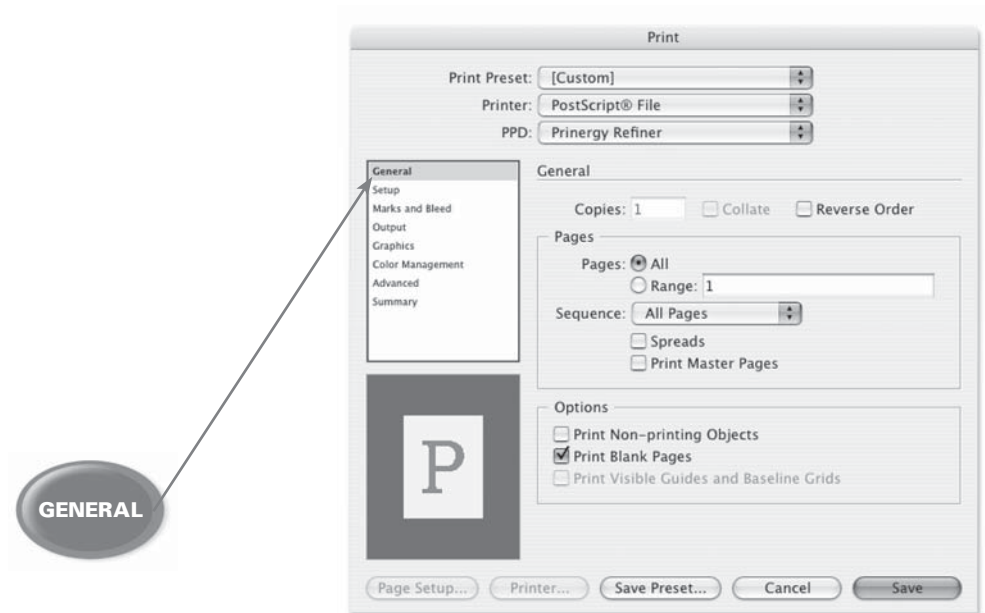 Print
Print Preset: [Custom]
Printer: PostScript® File
PPD: Prinergy Refiner
General
Setup
Marks and Bleed
Output
Graphics
Color Management
Advanced
Summary
General
Copies: 1 Collate Reverse Order
Pages
Pages: All
Range: 1
Sequence: All Pages
Spreads
Print Master Pages
Options
Print Non-printing Objects
Print Blank Pages
Print Visible Guides and Baseline Grids
P
GENERAL
Page Setup... Printer... Save Preset... Cancel Save